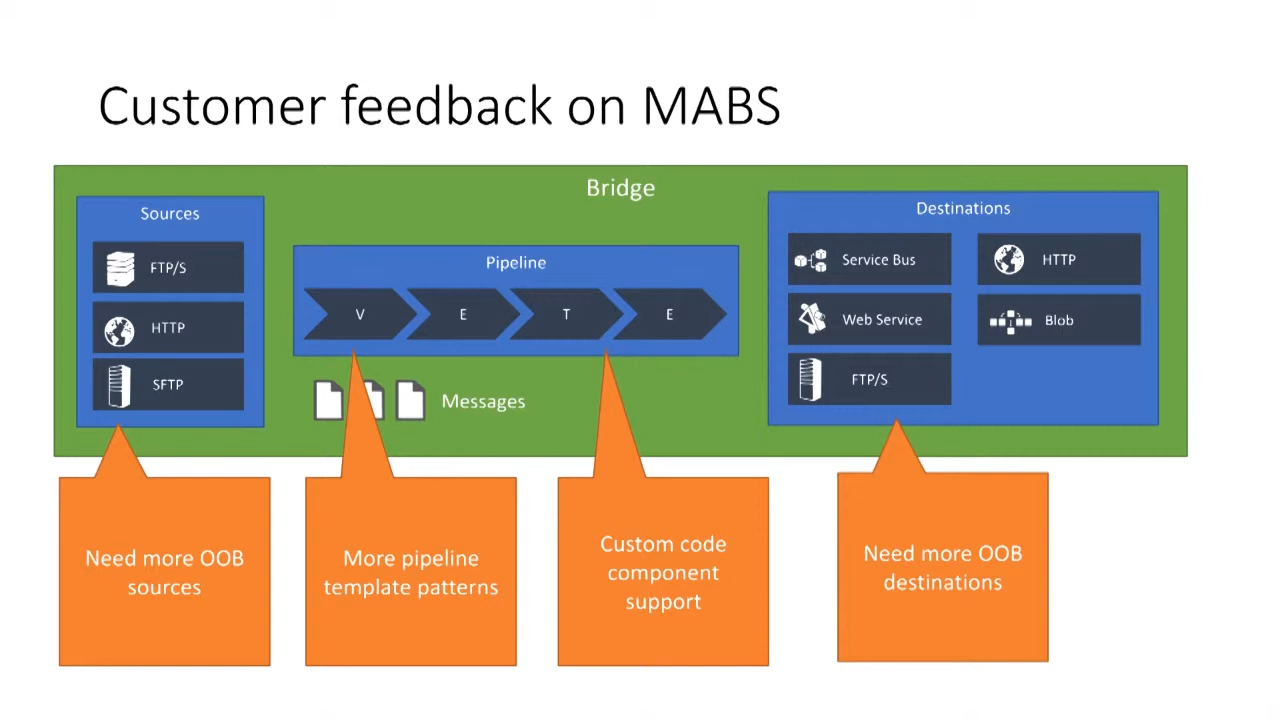 Customer feedback on MABS
Bridge
Sources
FTP/S
HTTP
SFTP
Pipeline
V
E
T
E
Messages
Destinations
Service Bus
HTTP
Web Service
Blob
FTP/S
Need more OOB
sources
More pipeline
template patterns
Custom code
component
support
Need more OOB
destinations